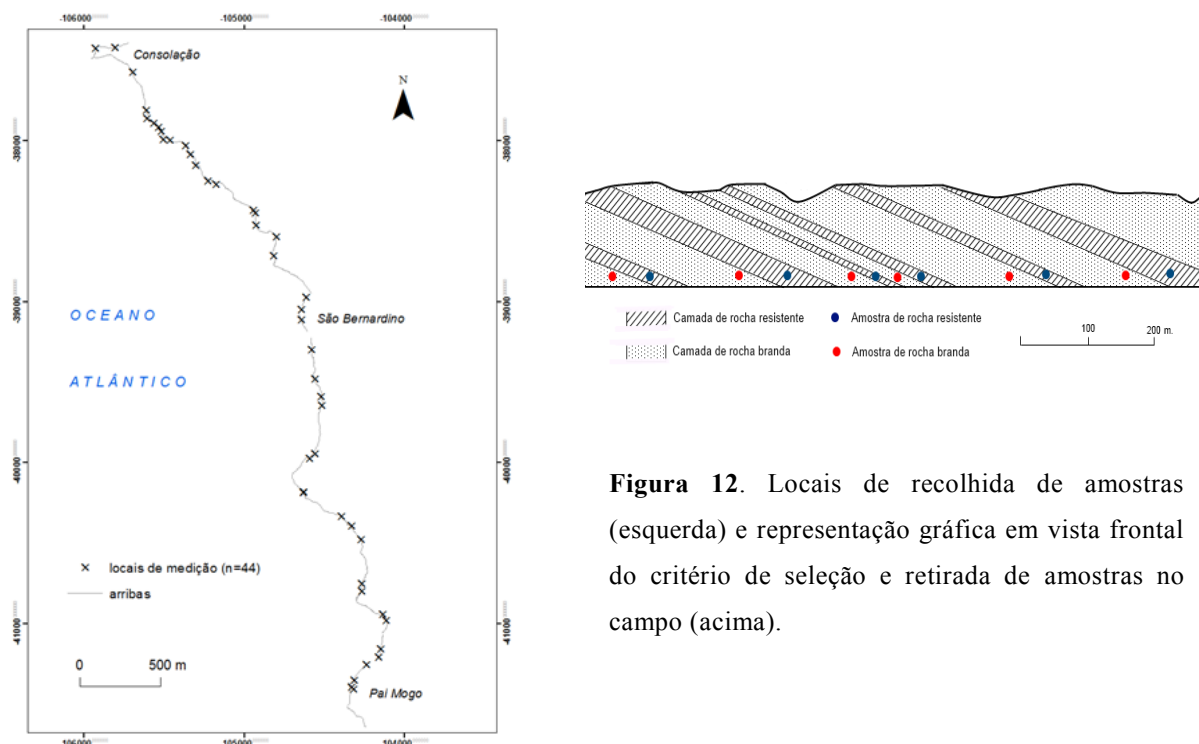 -106000 -105000 -104000
Consolação
N
-38000 -38000
-39000 -39000
OCEANO
São Bernardino
ATLÂNTICO
40000 40000
locais de medição (n=44)
arribas
41000 41000
0 500 m
Pai Mogo
106000 105000 104000
Camada de rocha resistente Amostra de rocha resistente
100 200 m.
Camada de rocha branda Amostra de rocha branda
Figura 12. Locais de recolhida de amostras
(esquerda) e representação gráfica em vista frontal
do critério de seleção e retirada de amostras no
campo (acima).